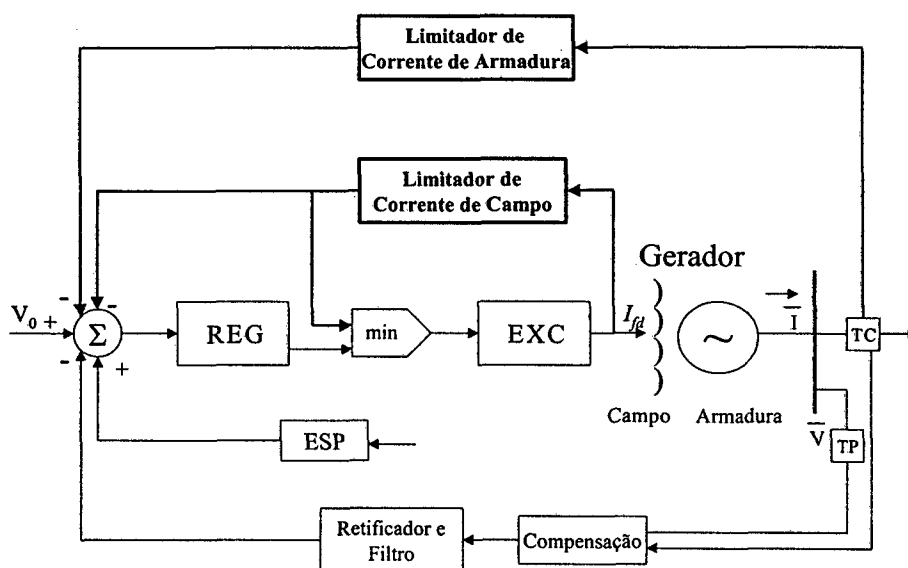 Limitador de
Corrente de Armadura
Limitador de
Corrente de Campo
Gerador
V0 +
-
-
-
+
Σ
REG
min
EXC
Ifd
~
I
TC
Campo
Armadura
V
TP
ESP
Retificador e
Filtro
Compensação